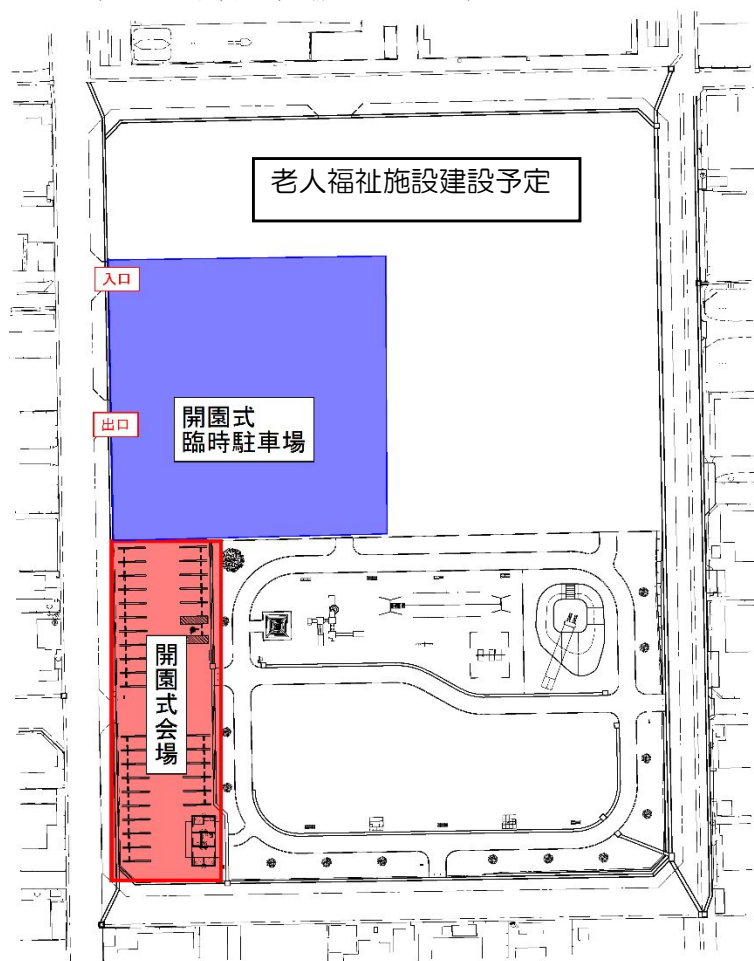 老人福祉施設建設予定
入口
出口
開園式
臨時駐車場
開園式会場